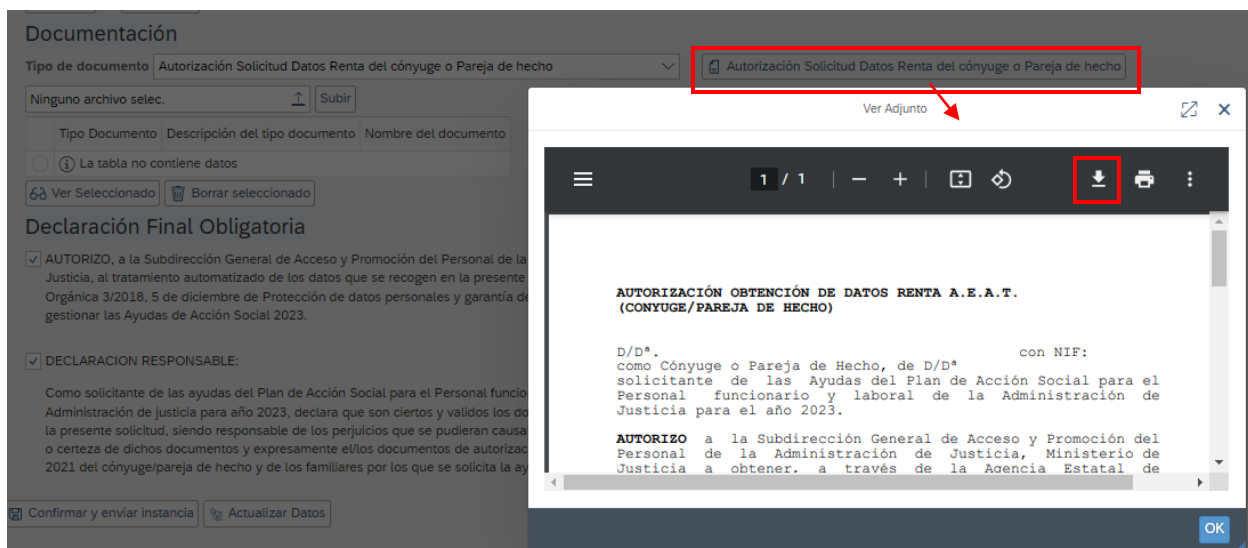 Documentación
Tipo de documento Autorización Solicitud Datos Renta del cónyuge o Pareja de hecho
Autorización Solicitud Datos Renta del cónyuge o Pareja de hecho
Ninguno archivo selec. Subir
Tipo Documento Descripción del tipo documento Nombre del documento
La tabla no contiene datos
Ver Seleccionado Borrar seleccionado
Declaración Final Obligatoria
AUTORIZO, a la Subdirección General de Acceso y Promoción del Personal de la
Justicia, al tratamiento automatizado de los datos que se recogen en la presente
Orgánica 3/2018, 5 de diciembre de Protección de datos personales y garantía de
gestionar las Ayudas de Acción Social 2023.
DECLARACION RESPONSABLE:
Como solicitante de las ayudas del Plan de Acción Social para el Personal funcio
Administración de justicia para año 2023, declara que son ciertos y validos los do
la presente solicitud, siendo responsable de los perjuicios que se pudieran causa
o certeza de dichos documentos y expresamente el/los documentos de autorizac
2021 del cónyuge/pareja de hecho y de los familiares por los que se solicita la ay
Confirmar y enviar instancia Actualizar Datos
Ver Adjunto
1 / 1
AUTORIZACIÓN OBTENCIÓN DE DATOS RENTA A.E.A.T.
(CONYUGE/PAREJA DE HECHO)
D/Dª. con NIF:
como Cónyuge o Pareja de Hecho, de D/Dª
solicitante de las Ayudas del Plan de Acción Social para el
Personal funcionario y laboral de la Administración de
Justicia para el año 2023.
AUTORIZO a la Subdirección General de Acceso y Promoción del
Personal de la Administración de Justicia, Ministerio de
Justicia a obtener, a través de la Agencia Estatal de
OK